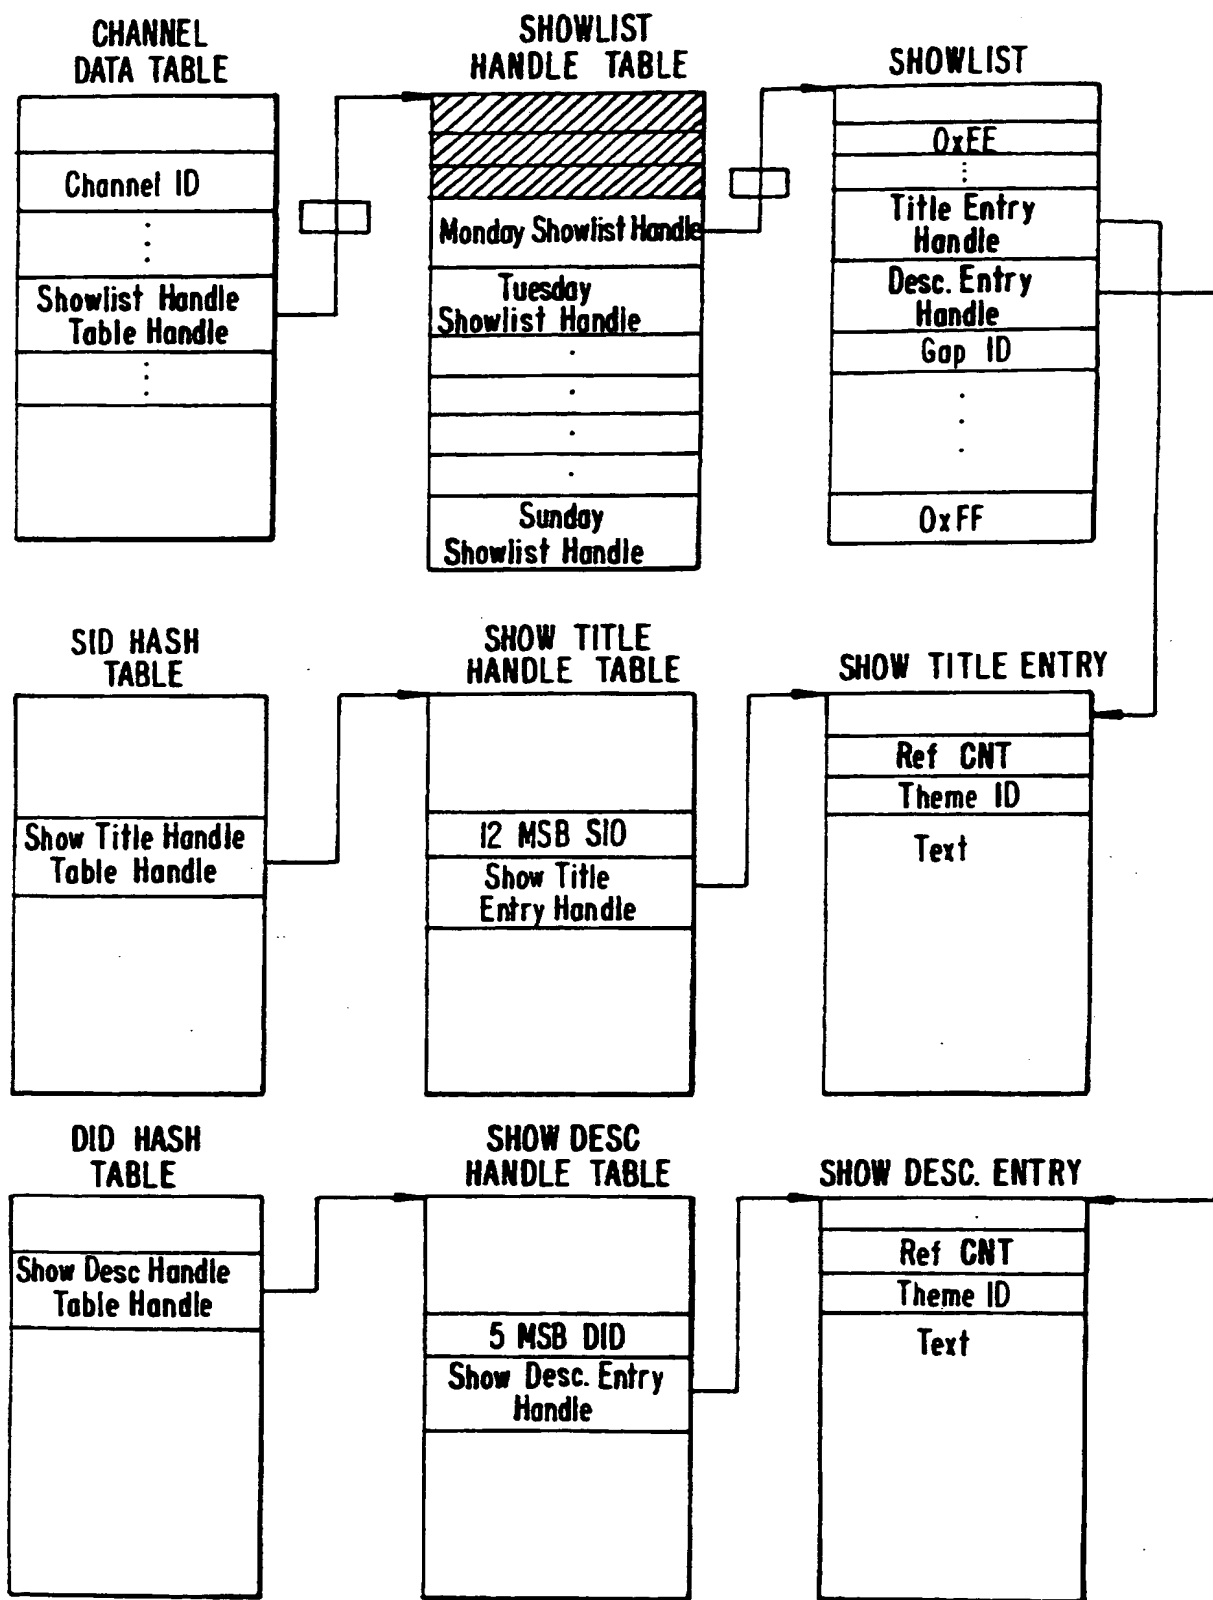 CHANNEL
DATA TABLE
Channel ID
Showlist Handle
Table Handle
SHOWLIST
HANDLE TABLE
Monday Showlist Handle
Tuesday
Showlist Handle
Sunday
Showlist Handle
SHOWLIST
0xFE
Title Entry
Handle
Desc. Entry
Handle
Gap ID
0xFF
SID HASH
TABLE
Show Title Handle
Table Handle
SHOW TITLE
HANDLE TABLE
12 MSB SID
Show Title
Entry Handle
SHOW TITLE ENTRY
Ref CNT
Theme ID
Text
DID HASH
TABLE
Show Desc Handle
Table Handle
SHOW DESC
HANDLE TABLE
5 MSB DID
Show Desc. Entry
Handle
SHOW DESC. ENTRY
Ref CNT
Theme ID
Text